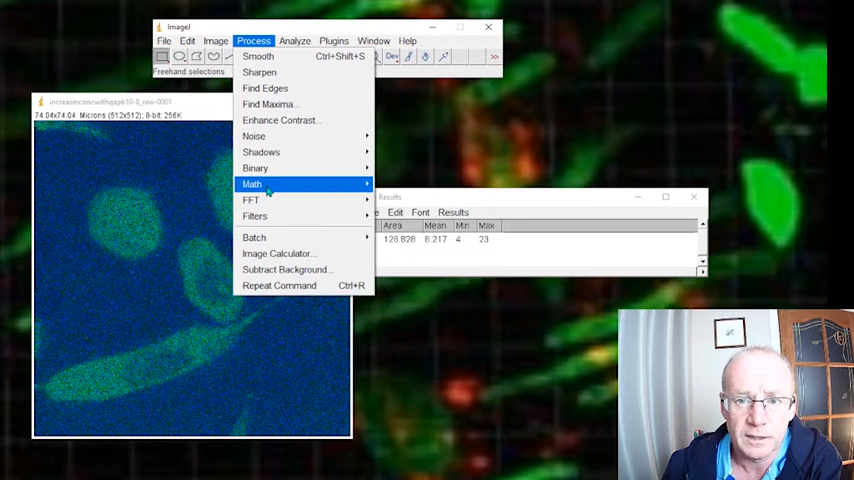 ImageJ
File Edit Image Process Analyze Plugins Window Help
Dev
>>
Freehand selections
Smooth Ctrl+Shift+S
Sharpen
Find Edges
Find Maxima...
Enhance Contrast...
Noise
Shadows
Binary
Math
FFT
Filters
Batch
Image Calculator...
Subtract Background...
Repeat Command Ctrl+R
increasinconcwithqapb10-8_raw-0001
74.04x74.04 Microns (512x512); 8-bit; 256K
Results
e Edit Font Results
Area Mean Min Max
128.828 8.217 4 23